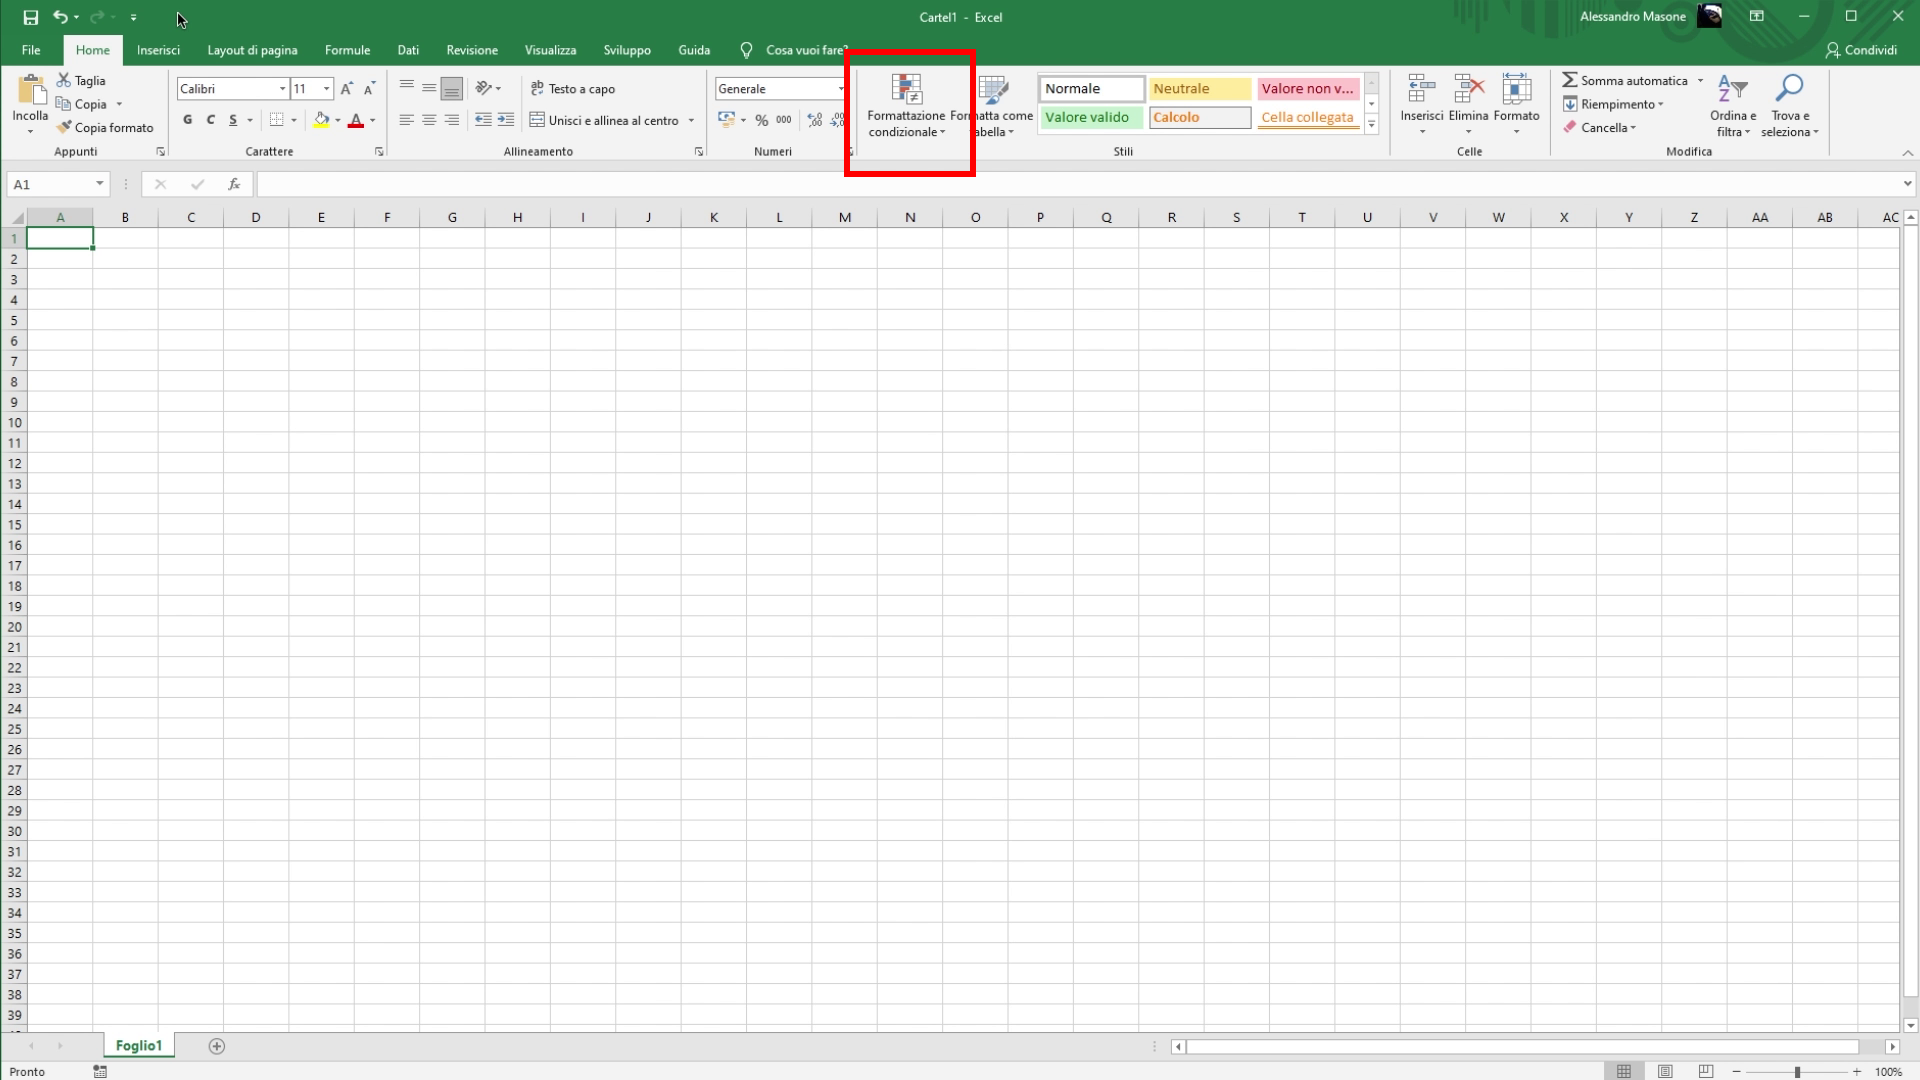 Cartel1 - Excel
Alessandro Masone
File Home Inserisci Layout di pagina Formule Dati Revisione Visualizza Sviluppo Guida Cosa vuoi fare?
Condividi
Incolla
Taglia
Copia
Copia formato
Appunti
Calibri 11
G C S A
Carattere
ab Testo a capo
Unisci e allinea al centro
Allineamento
Generale
% 000
Numeri
Formattazione condizionale
Formatta come
abella
Normale Neutrale Valore non v...
Valore valido Calcolo Cella collegata
Stili
Inserisci Elimina Formato
Celle
Somma automatica
Riempimento
Cancella
Ordina e filtra
Trova e seleziona
Modifica
A1 fx
A B C D E F G H I J K L M N O P Q R S T U V W X Y Z AA AB AC
1
2
3
4
5
6
7
8
9
10
11
12
13
14
15
16
17
18
19
20
21
22
23
24
25
26
27
28
29
30
31
32
33
34
35
36
37
38
39
Foglio1
Pronto
100%